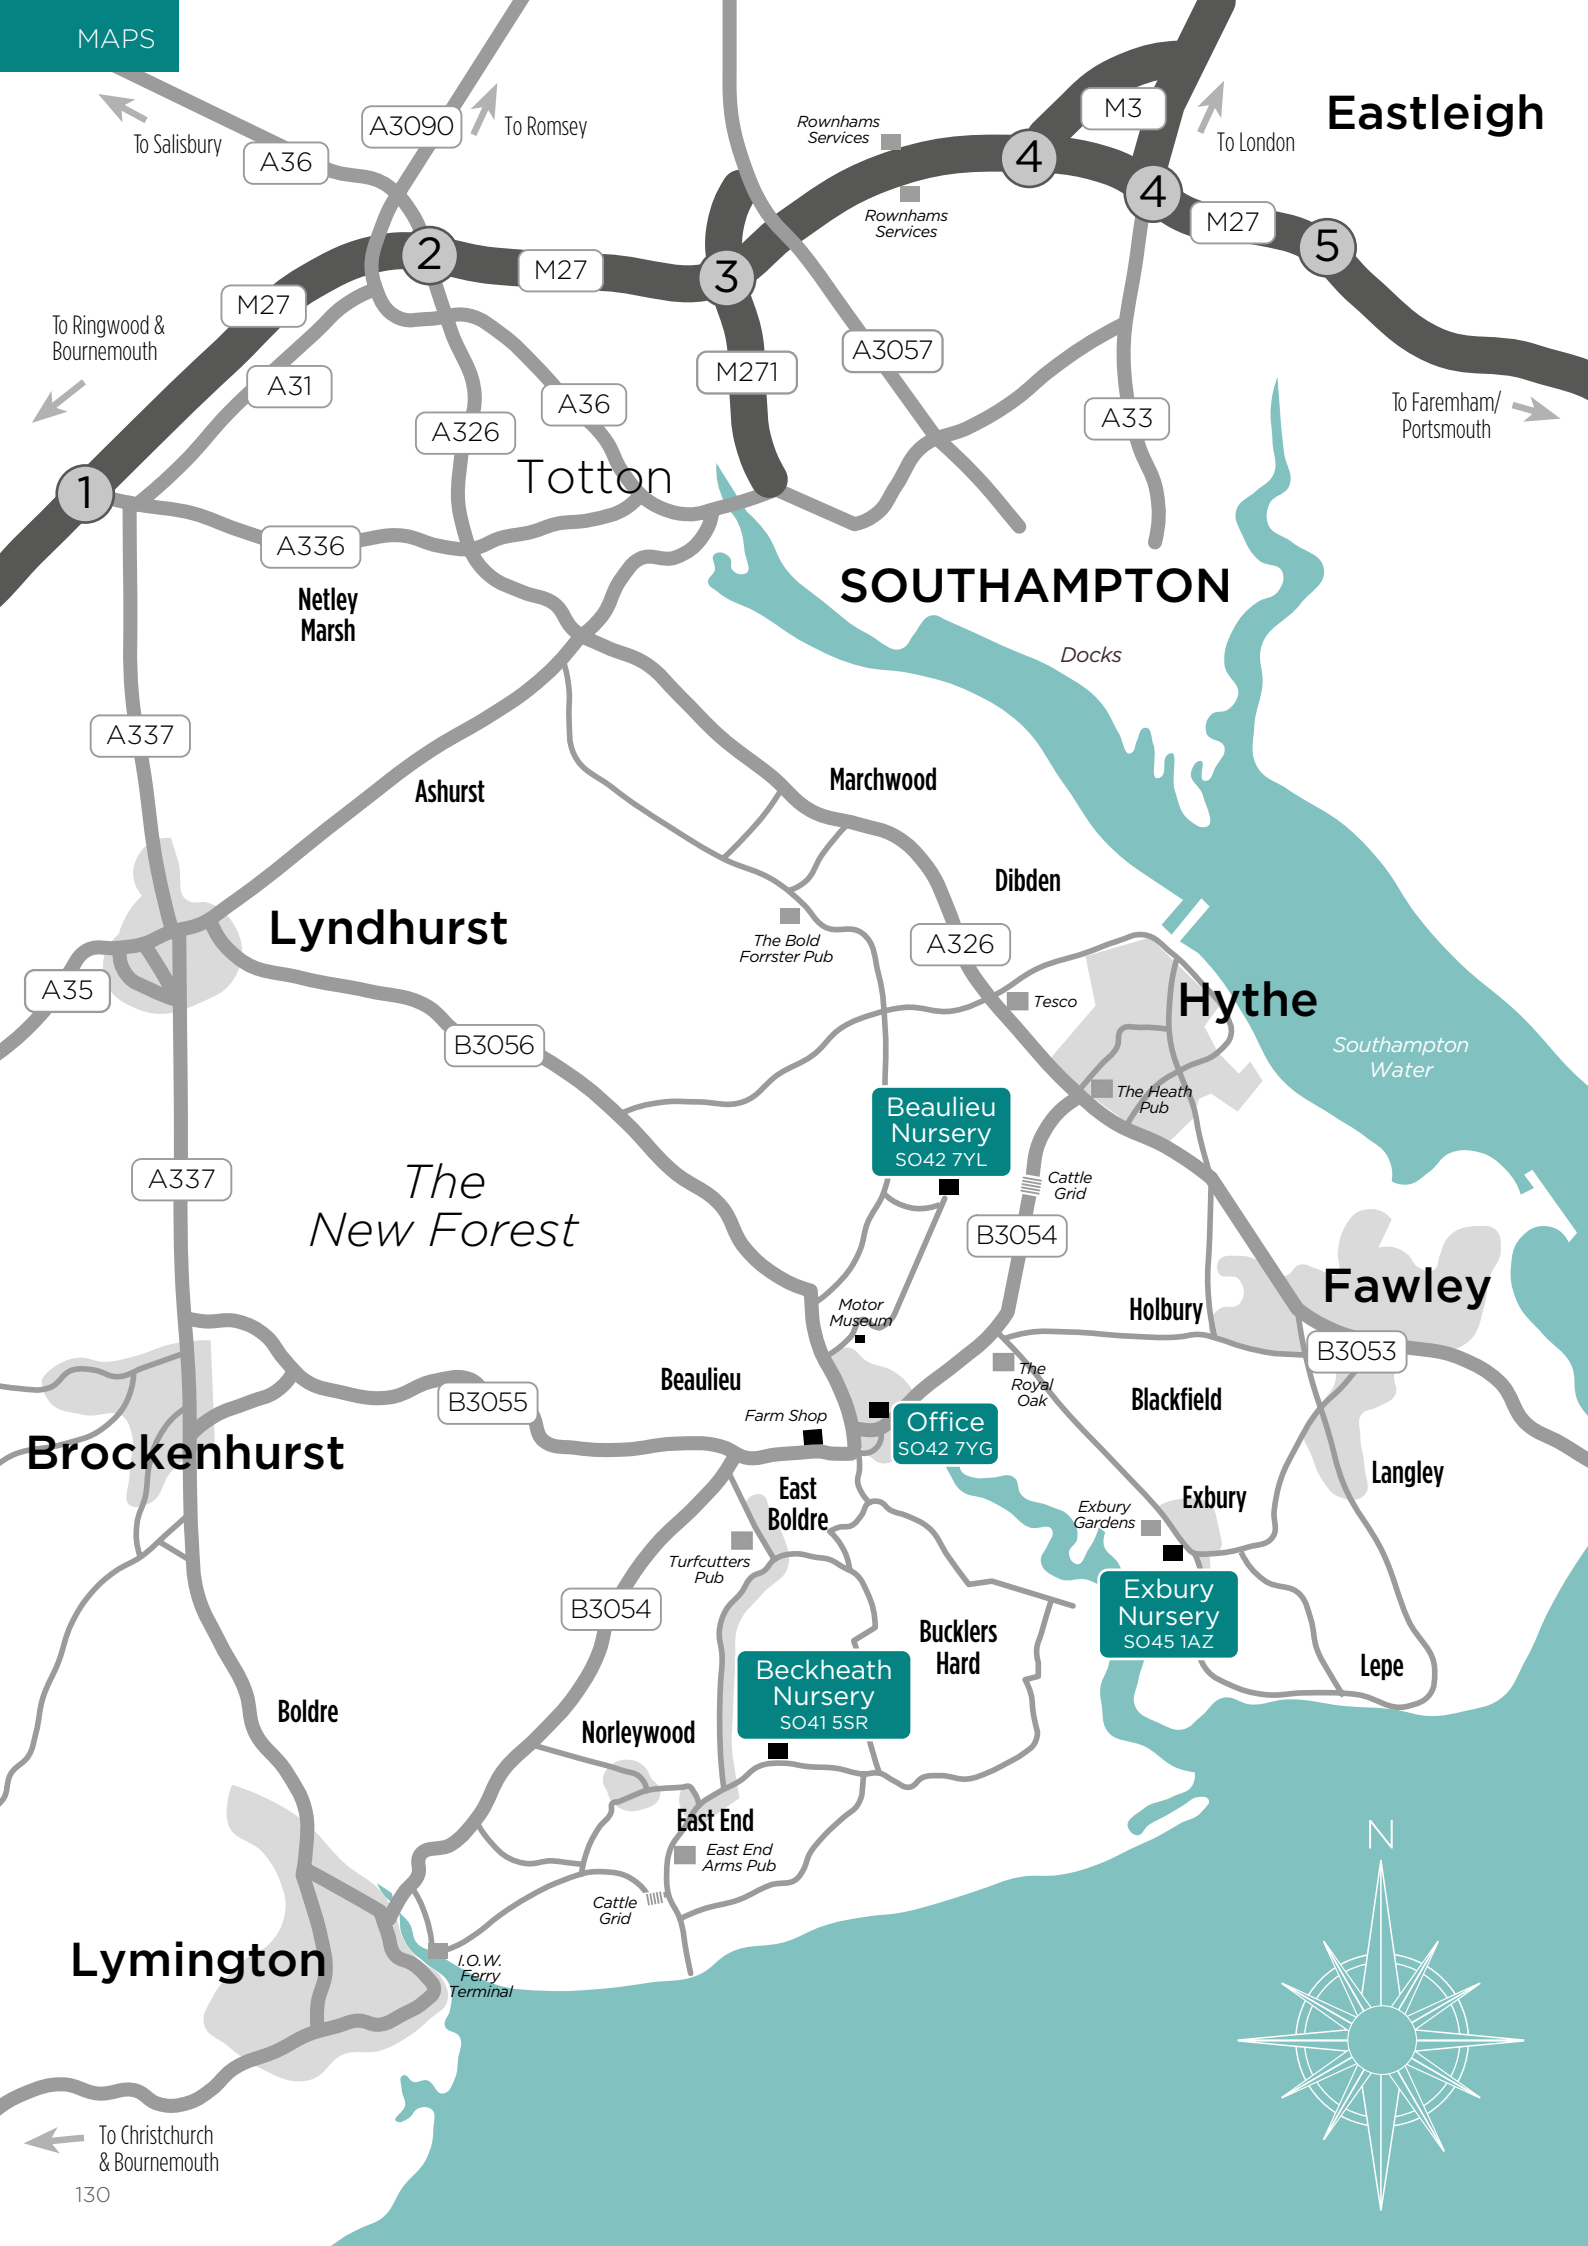 MAPS
A3090
To Romsey
To Salisbury
A36
Rownhams
Services
M3
Eastleigh
To London
4
4
Rownhams
Services
M27
5
2
M27
3
M27
To Ringwood &
Bournemouth
A31
A326
A36
M271
A3057
A33
To Faremham/
Portsmouth
Totton
1
A336
Netley
Marsh
SOUTHAMPTON
Docks
A337
Ashurst
Marchwood
Dibden
Lyndhurst
The Bold
Forrster Pub
A326
A35
Tesco
Hythe
B3056
Southampton
Water
The Heath
Pub
Beaulieu
Nursery
SO42 7YL
A337
The
New Forest
Cattle
Grid
B3054
Fawley
Holbury
Motor
Museum
B3053
Beaulieu
The
Royal
Oak
Blackfield
B3055
Farm Shop
Office
SO42 7YG
Brockenhurst
Langley
East
Boldre
Exbury
Exbury
Gardens
Turfcutters
Pub
B3054
Exbury
Nursery
SO45 1AZ
Bucklers
Hard
Beckheath
Nursery
SO41 5SR
Lepe
Boldre
Norleywood
East End
East End
Arms Pub
N
Cattle
Grid
Lymington
I.O.W.
Ferry
Terminal
To Christchurch
& Bournemouth
130